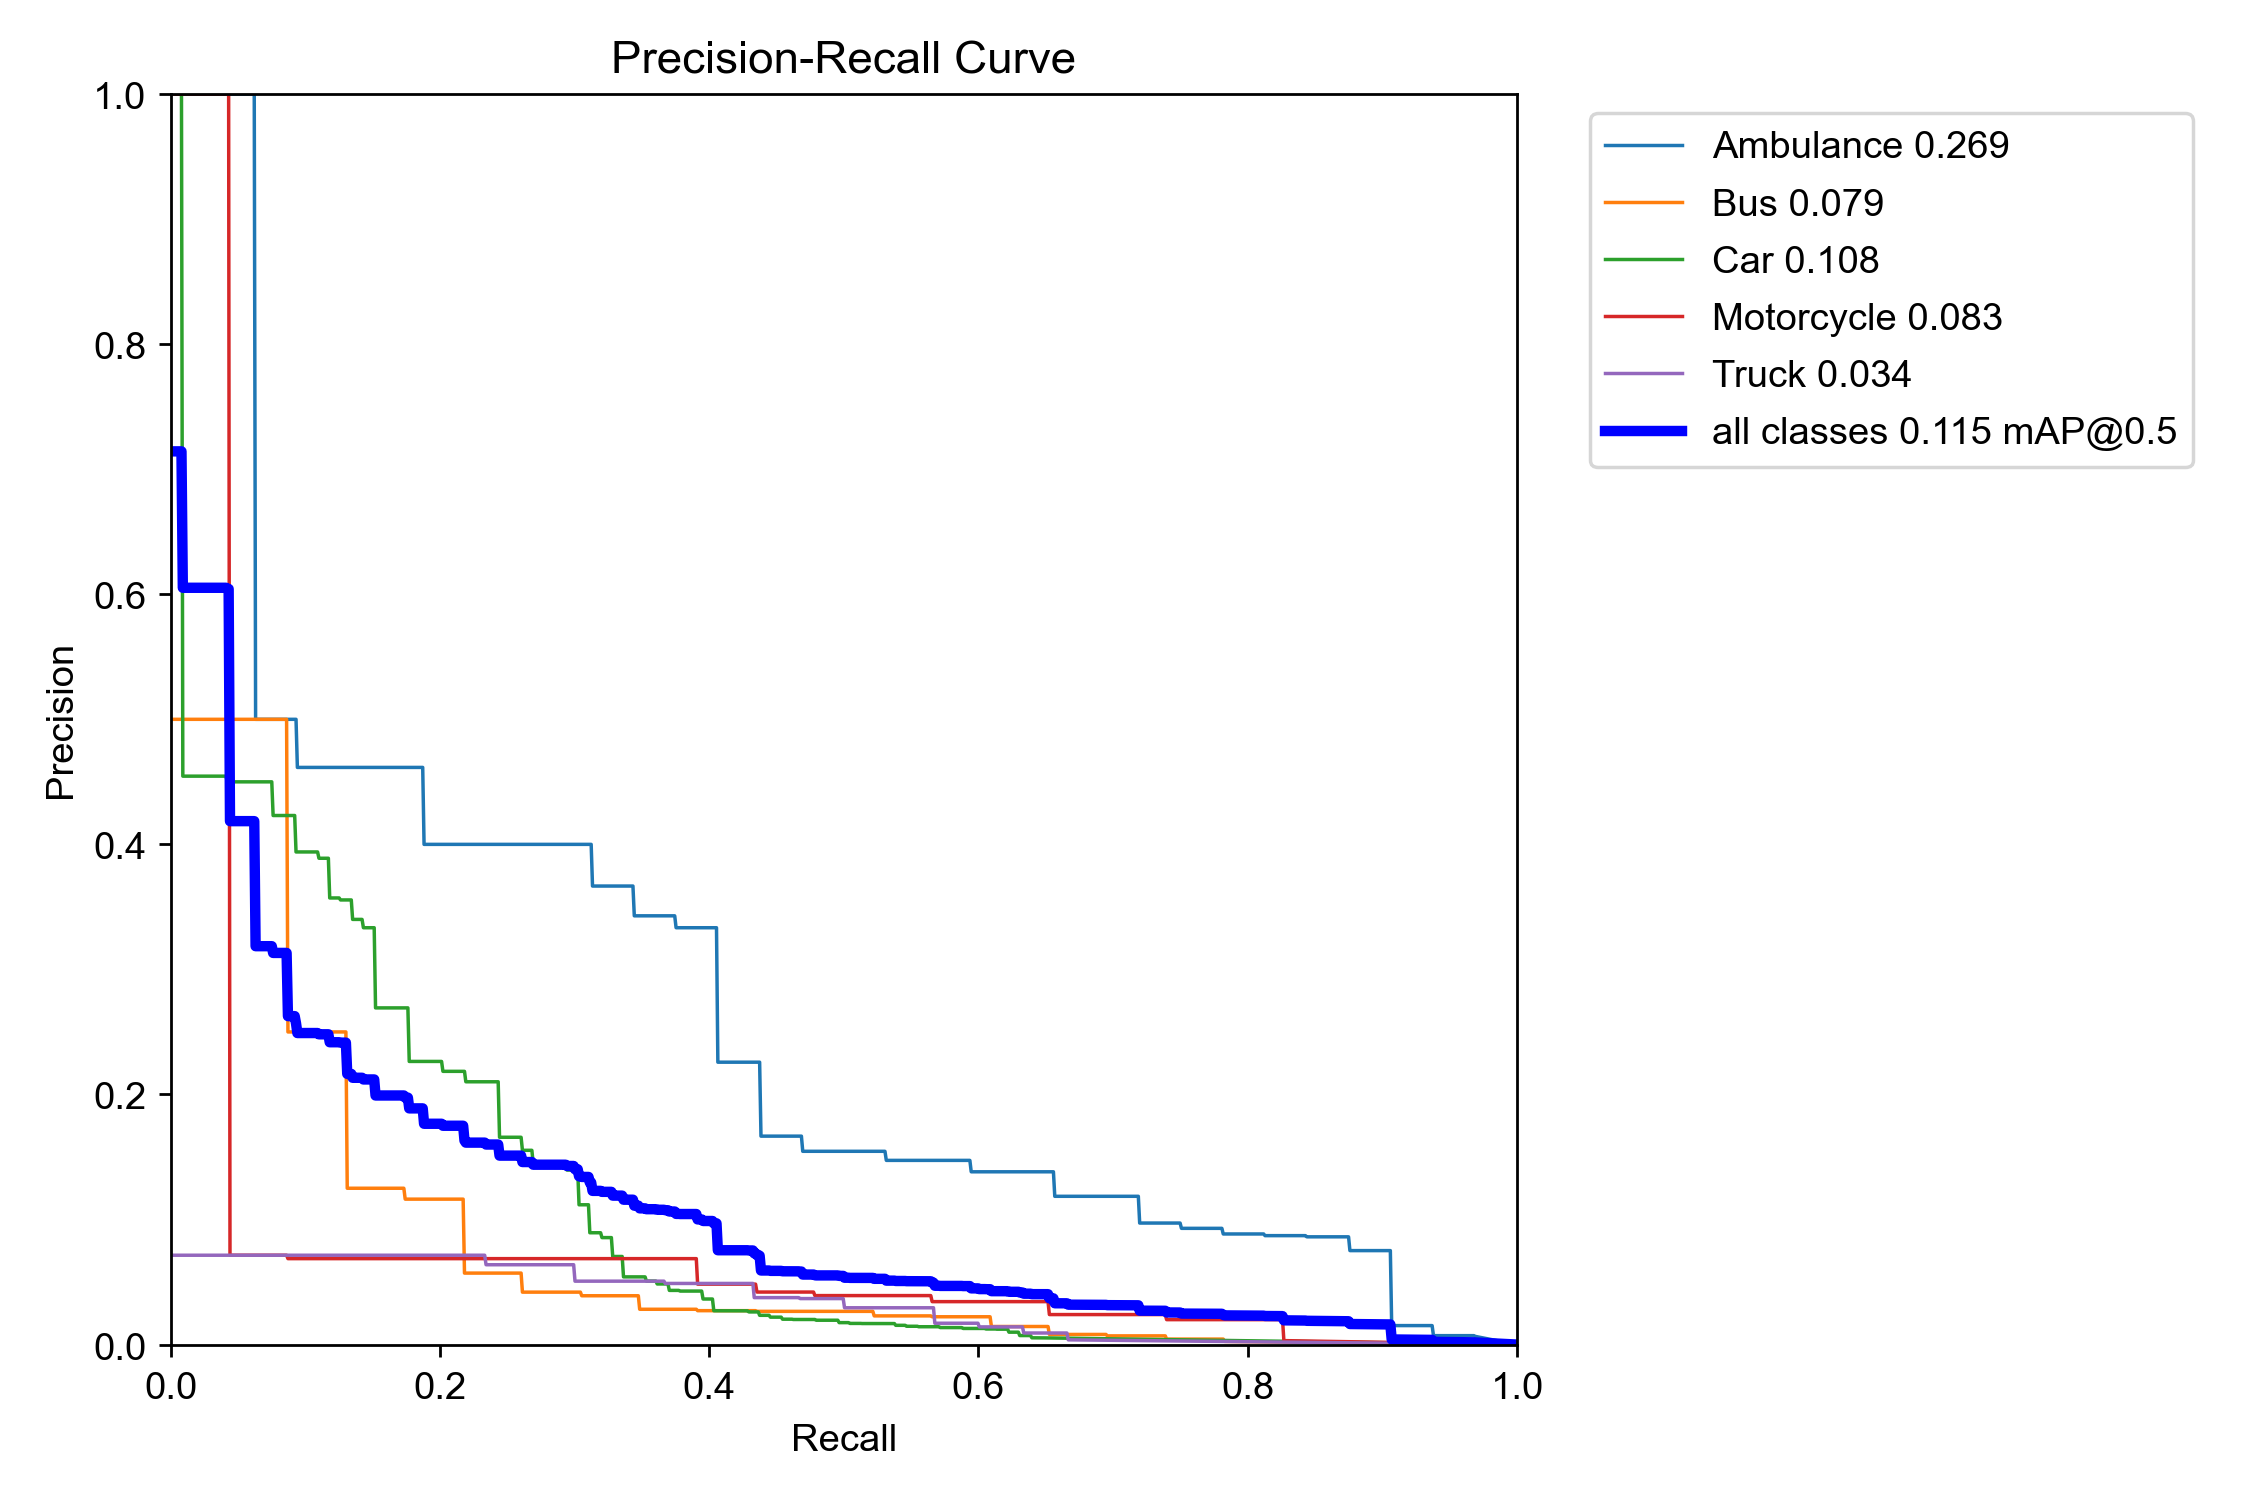 Precision-Recall Curve
1.0
0.8
0.6
0.4
0.2
0.0
Precision
0.0 0.2 0.4 0.6 0.8 1.0
Recall
Ambulance 0.269
Bus 0.079
Car 0.108
Motorcycle 0.083
Truck 0.034
all classes 0.115 mAP@0.5